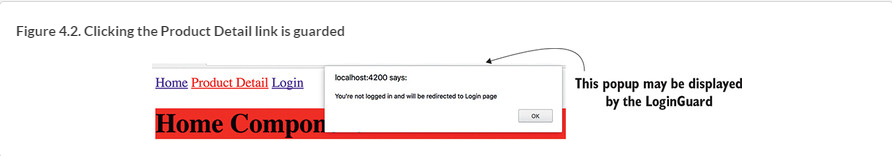 Figure 4.2. Clicking the Product Detail link is guarded
localhost:4200 says:
Home Product Detail Login
This popup may be displayed
by the LoginGuard
You're not logged in and will be redirected to Login page
OK
Home Compon